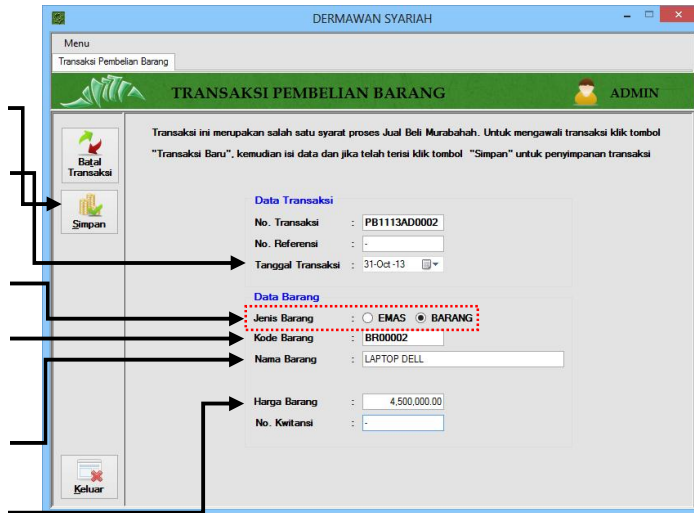 DERMAWAN SYARIAH
Menu
Transaksi Pembelian Barang
TRANSAKSI PEMBELIAN BARANG
ADMIN
Transaksi ini merupakan salah satu syarat proses Jual Beli Murabahah. Untuk mengawali transaksi klik tombol
"Transaksi Baru", kemudian isi data dan jika telah terisi klik tombol "Simpan" untuk penyimpanan transaksi
Batal
Transaksi
Simpan
Data Transaksi
No. Transaksi : PB1113AD0002
No. Referensi : -
Tanggal Transaksi : 31-Oct-13
Data Barang
Jenis Barang : EMAS BARANG
Kode Barang : BR00002
Nama Barang : LAPTOP DELL
Harga Barang : 4,500,000.00
No. Kwitansi : -
Keluar